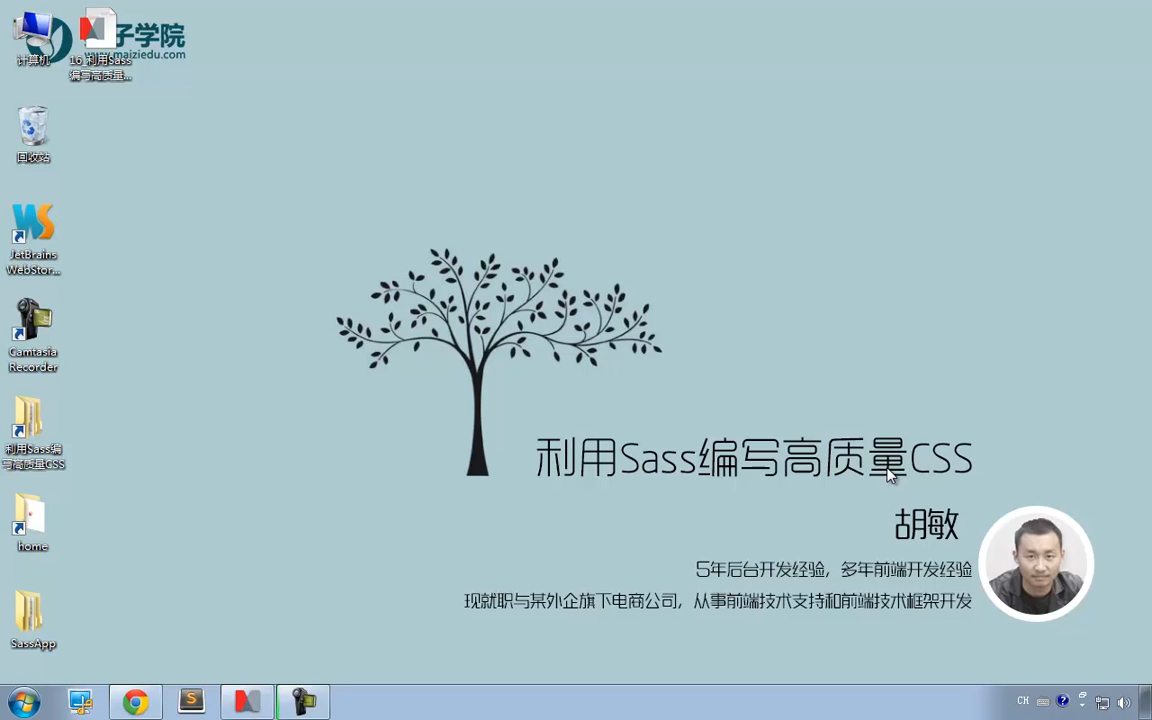 子学院
www.maiziedu.com
计算机
16 利用Sass
编写高质量...
回收站
JetBrains
WebStor...
Camtasia
Recorder
利用Sass编
写高质量CSS
home
SassApp
利用Sass编写高质量CSS
胡敏
5年后台开发经验，多年前端开发经验
现就职与某外企旗下电商公司，从事前端技术支持和前端技术框架开发
CH